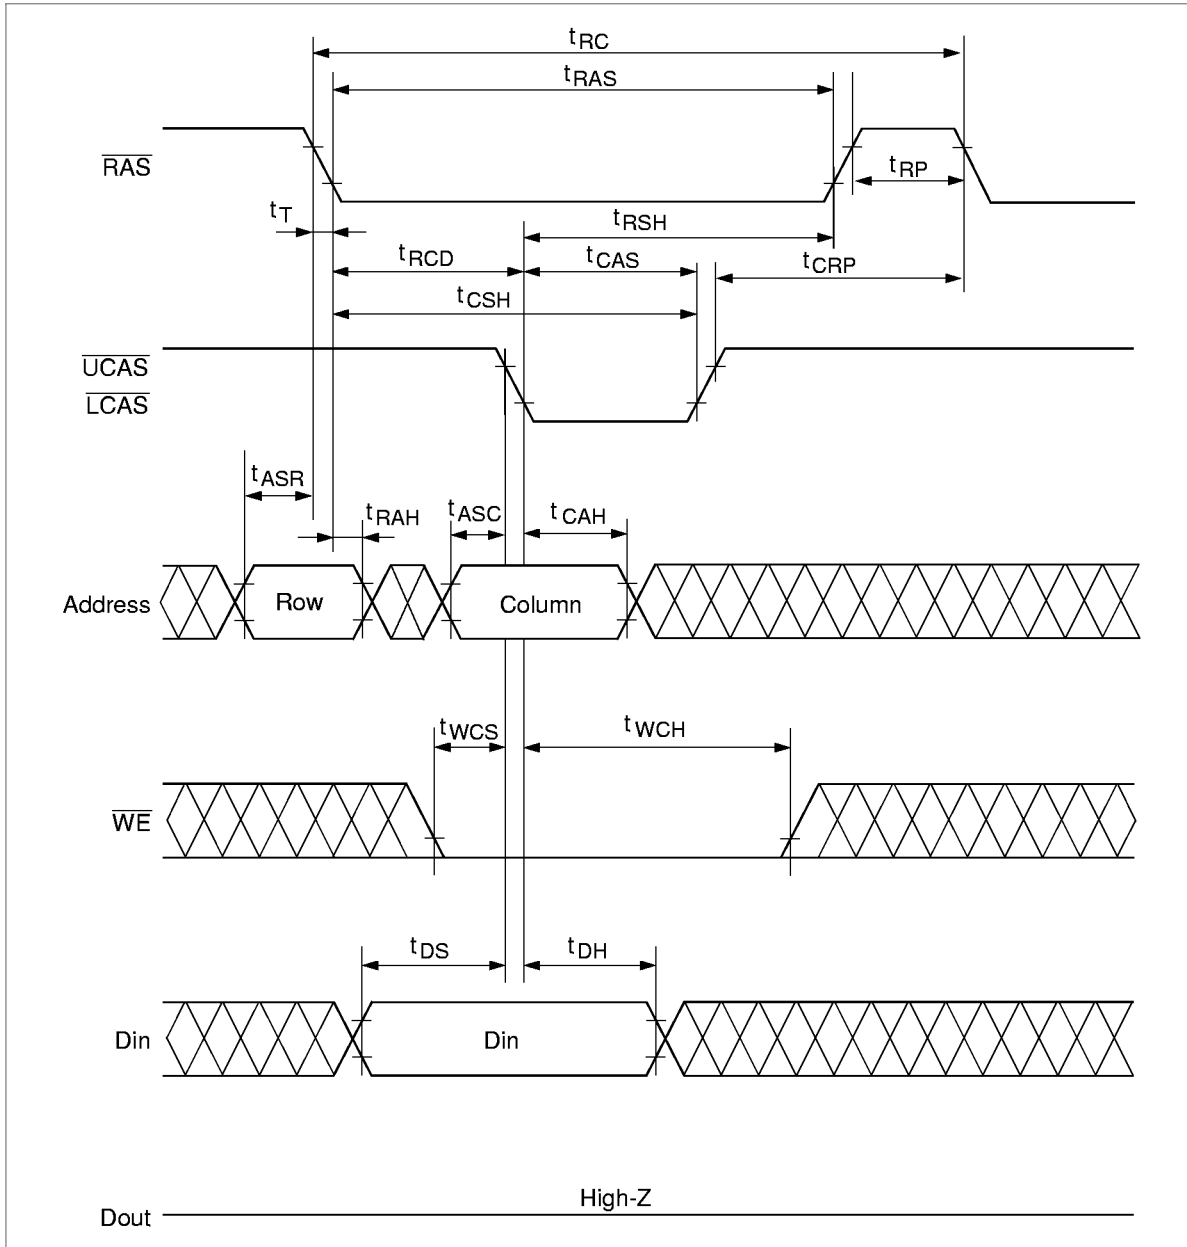 tRC
tRAS
RAS
tRP
tT
tRSH
tRCD
tCAS
tCRP
tCSH
UCAS
LCAS
tASR
tRAH
tASC
tCAH
Address
Row
Column
tWCS
tWCH
WE
tDS
tDH
Din
Din
High-Z
Dout